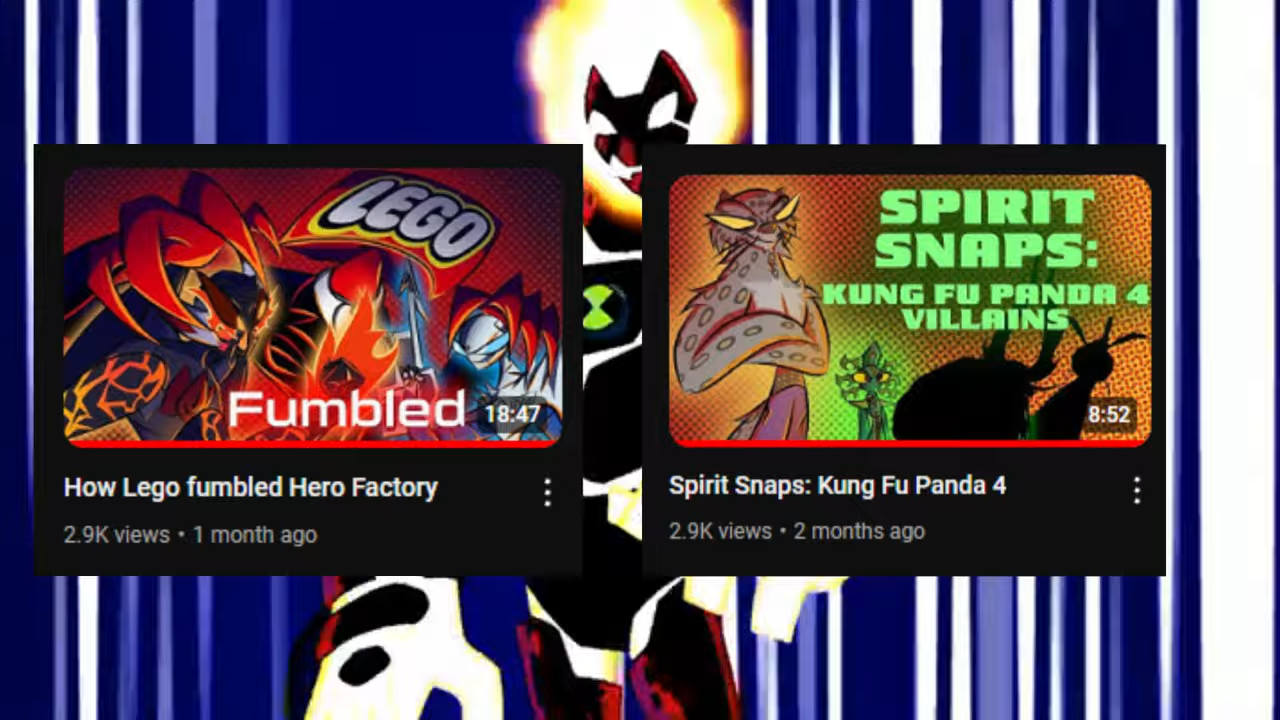 LEGO
Fumbled
18:47
How Lego fumbled Hero Factory
2.9K views • 1 month ago
SPIRIT
SNAPS:
KUNG FU PANDA 4
VILLAINS
8:52
Spirit Snaps: Kung Fu Panda 4
2.9K views • 2 months ago